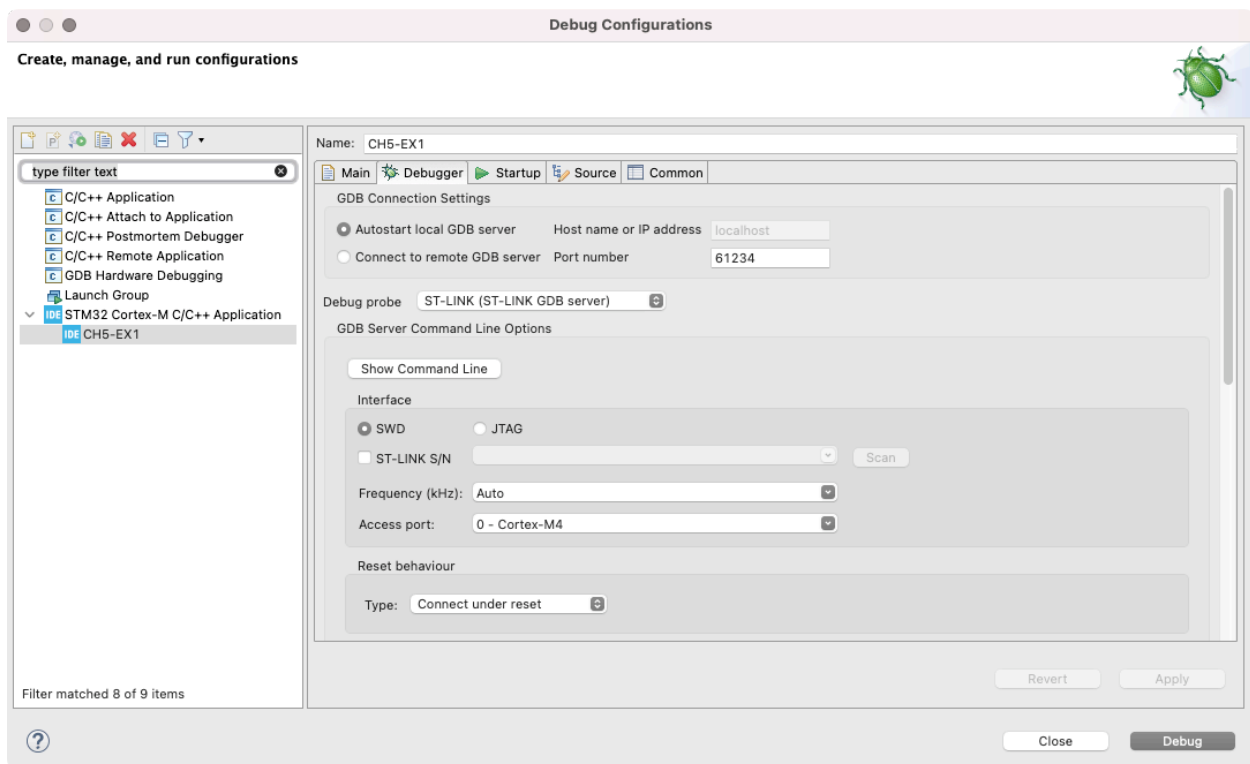 Debug Configurations
Create, manage, and run configurations
type filter text
C/C++ Application
C/C++ Attach to Application
C/C++ Postmortem Debugger
C/C++ Remote Application
GDB Hardware Debugging
Launch Group
IDE STM32 Cortex-M C/C++ Application
IDE CH5-EX1
Filter matched 8 of 9 items
Name: CH5-EX1
Main Debugger Startup Source Common
GDB Connection Settings
Autostart local GDB server Host name or IP address localhost
Connect to remote GDB server Port number 61234
Debug probe ST-LINK (ST-LINK GDB server)
GDB Server Command Line Options
Show Command Line
Interface
SWD JTAG
ST-LINK S/N Scan
Frequency (kHz): Auto
Access port: 0 - Cortex-M4
Reset behaviour
Type: Connect under reset
Revert Apply
? Close Debug